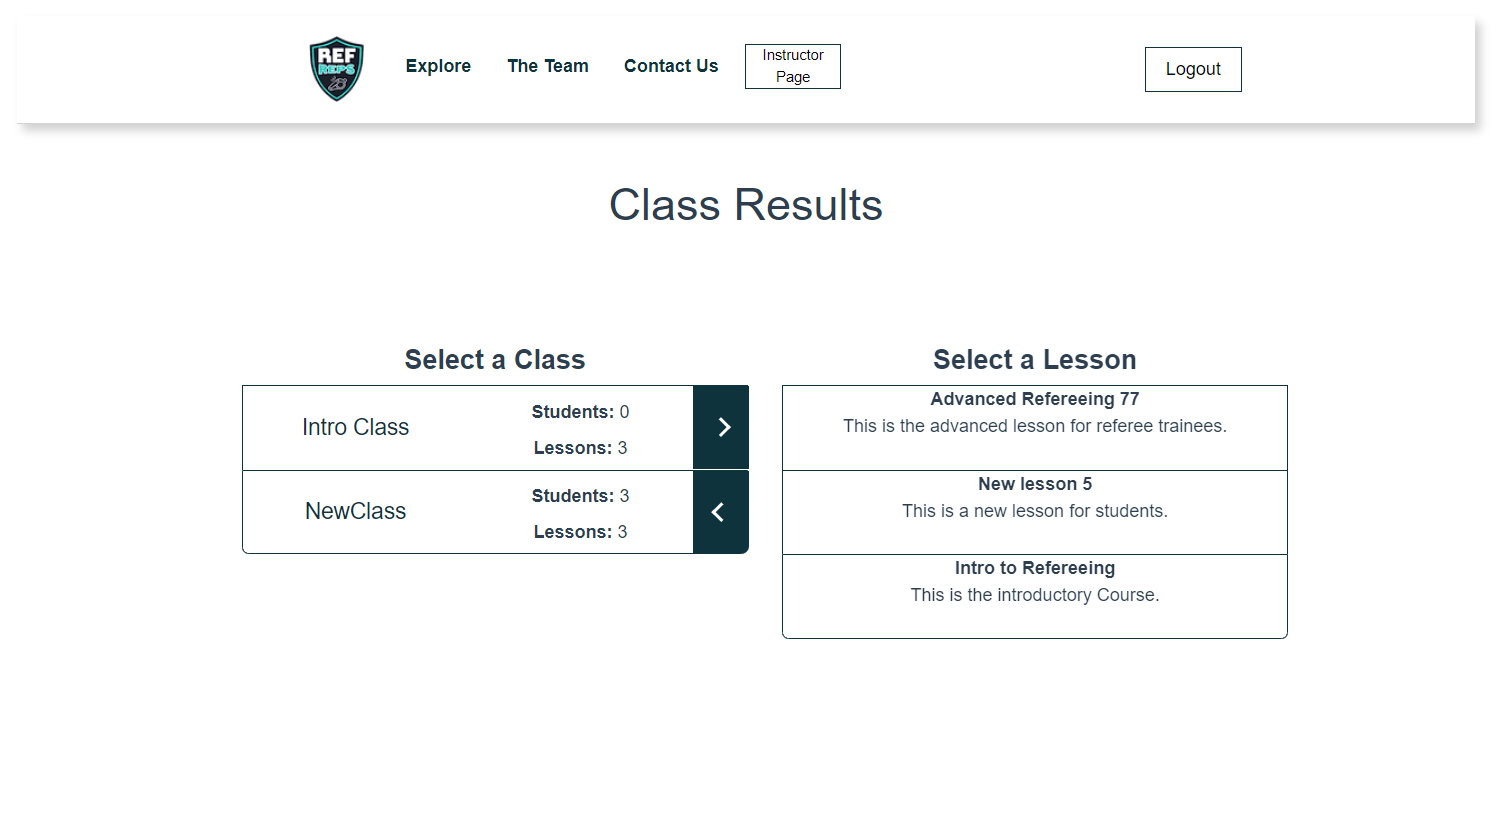 REF
REPS
Explore
The Team
Contact Us
Instructor
Page
Logout
Class Results
Select a Class
Intro Class
Students: 0
Lessons: 3
NewClass
Students: 3
Lessons: 3
Select a Lesson
Advanced Refereeing 77
This is the advanced lesson for referee trainees.
New lesson 5
This is a new lesson for students.
Intro to Refereeing
This is the introductory Course.